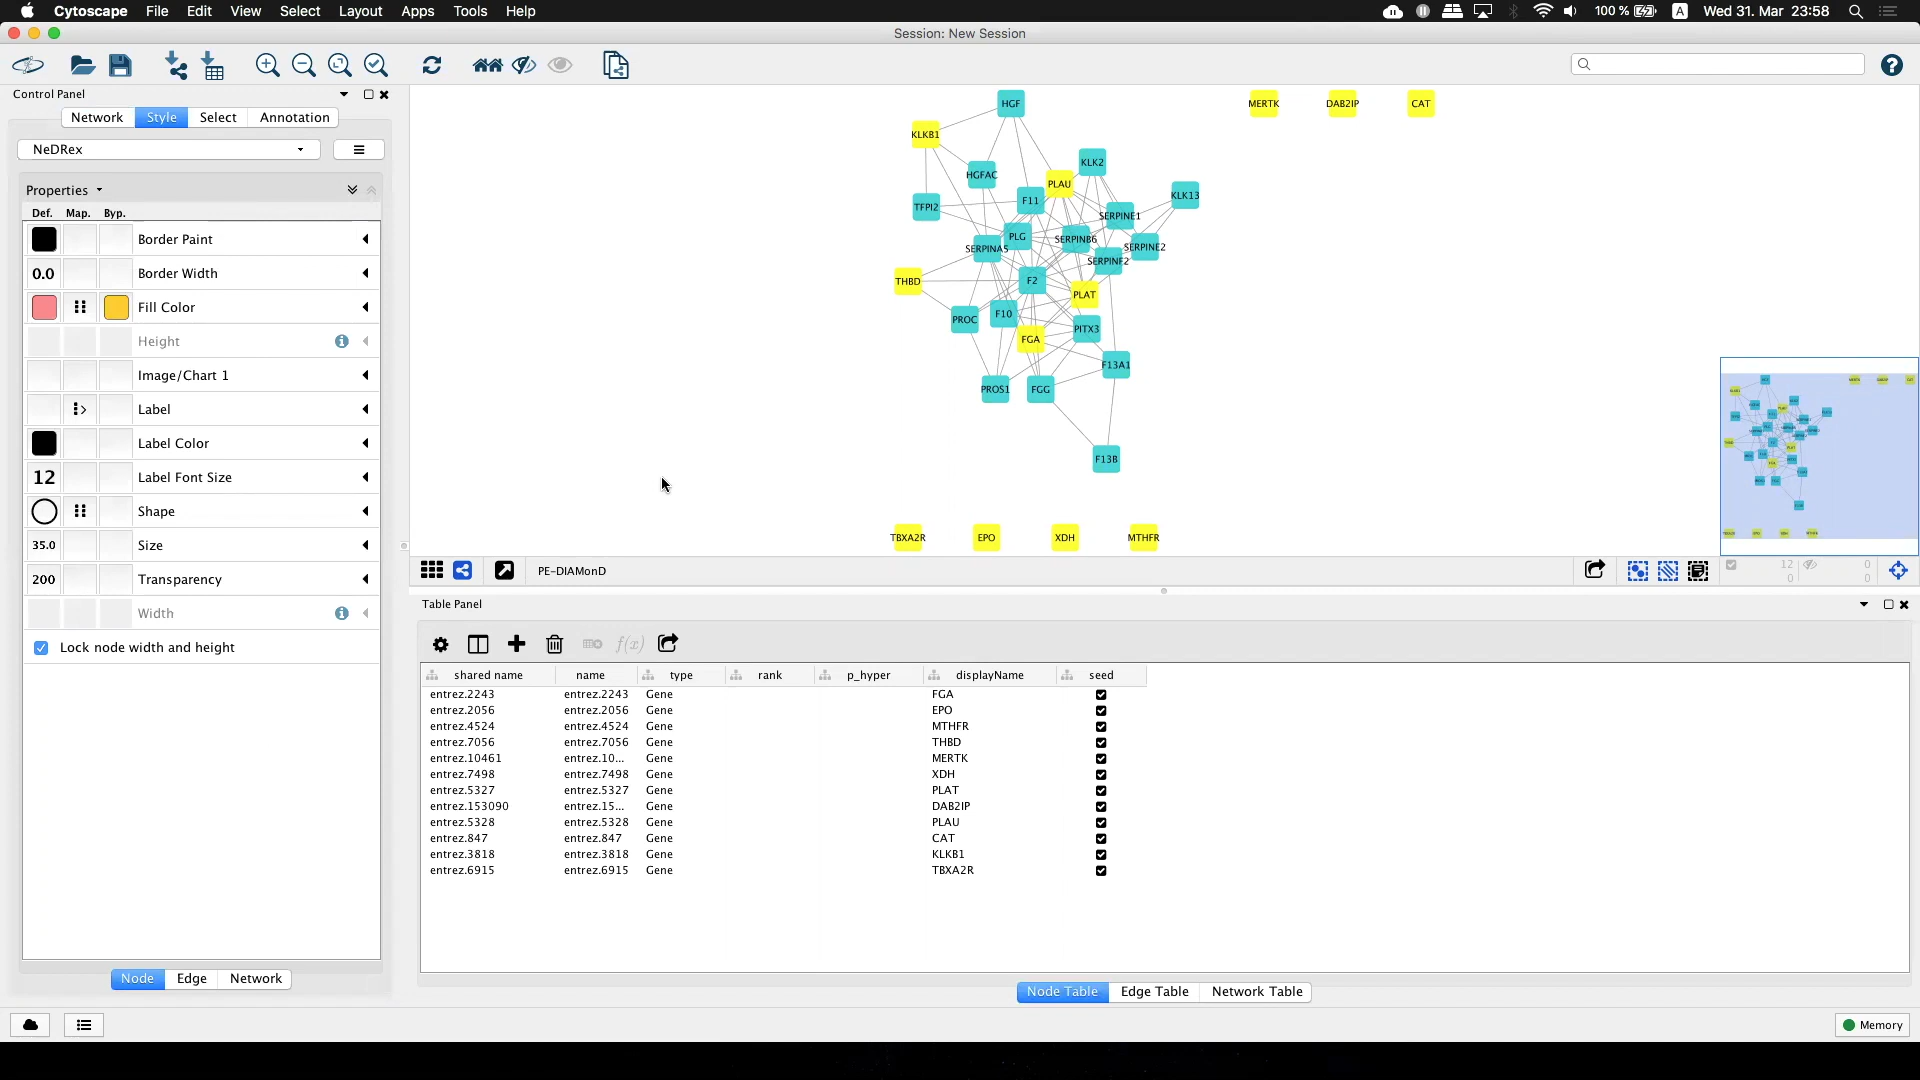 Cytoscape File Edit View Select Layout Apps Tools Help 100 % A Wed 31. Mar 23:58
Session: New Session
Control Panel
Network Style Select Annotation
NeDRex
Properties
Def. Map. Byp.
Border Paint
0.0 Border Width
Fill Color
Height
Image/Chart 1
Label
Label Color
12 Label Font Size
Shape
35.0 Size
200 Transparency
Width
Lock node width and height
Node Edge Network
HGF MERTK DAB2IP CAT
KLKB1
KLK2
HGFAC PLAU
KLK13
F11 TFPI2
SERPINE1
PLG SERPINB6
SERPINA5 SERPINE2
SERPINF2
THBD F2
PLAT
PROC F10
PITX3
FGA
F13A1
PROS1 FGG
F13B
TBXA2R EPO XDH MTHFR
PE-DIAMOnD 12 0
0 0
Table Panel
f(x)
shared name name type rank p_hyper displayName seed
entrez.2243 entrez.2243 Gene FGA
entrez.2056 entrez.2056 Gene EPO
entrez.4524 entrez.4524 Gene MTHFR
entrez.7056 entrez.7056 Gene THBD
entrez.10461 entrez.10... Gene MERTK
entrez.7498 entrez.7498 Gene XDH
entrez.5327 entrez.5327 Gene PLAT
entrez.153090 entrez.15... Gene DAB2IP
entrez.5328 entrez.5328 Gene PLAU
entrez.847 entrez.847 Gene CAT
entrez.3818 entrez.3818 Gene KLKB1
entrez.6915 entrez.6915 Gene TBXA2R
Node Table Edge Table Network Table
Memory